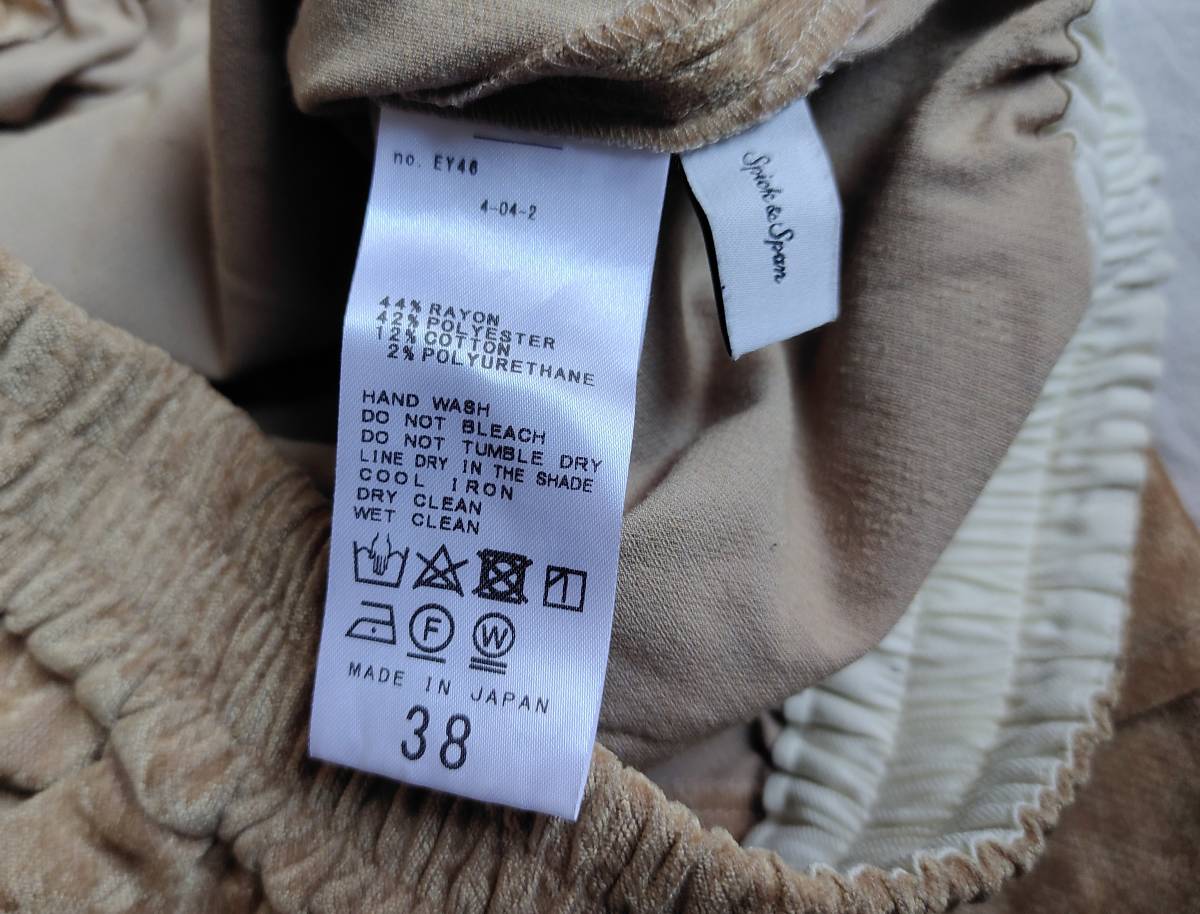 no. EY46
4-04-2
44% RAYON
42% POLYESTER
12% COTTON
2% POLYURETHANE
HAND WASH
DO NOT BLEACH
DO NOT TUMBLE DRY
LINE DRY IN THE SHADE
COOL IRON
DRY CLEAN
WET CLEAN
F
W
MADE IN JAPAN
38
Spick & Span